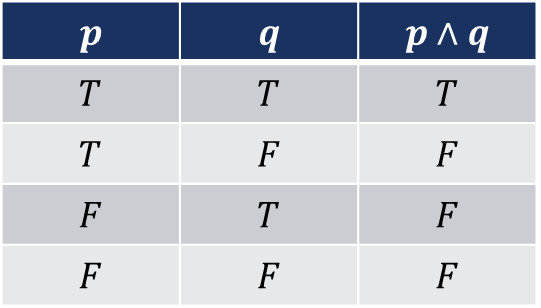 p q p ∧ q
T T T
T F F
F T F
F F F